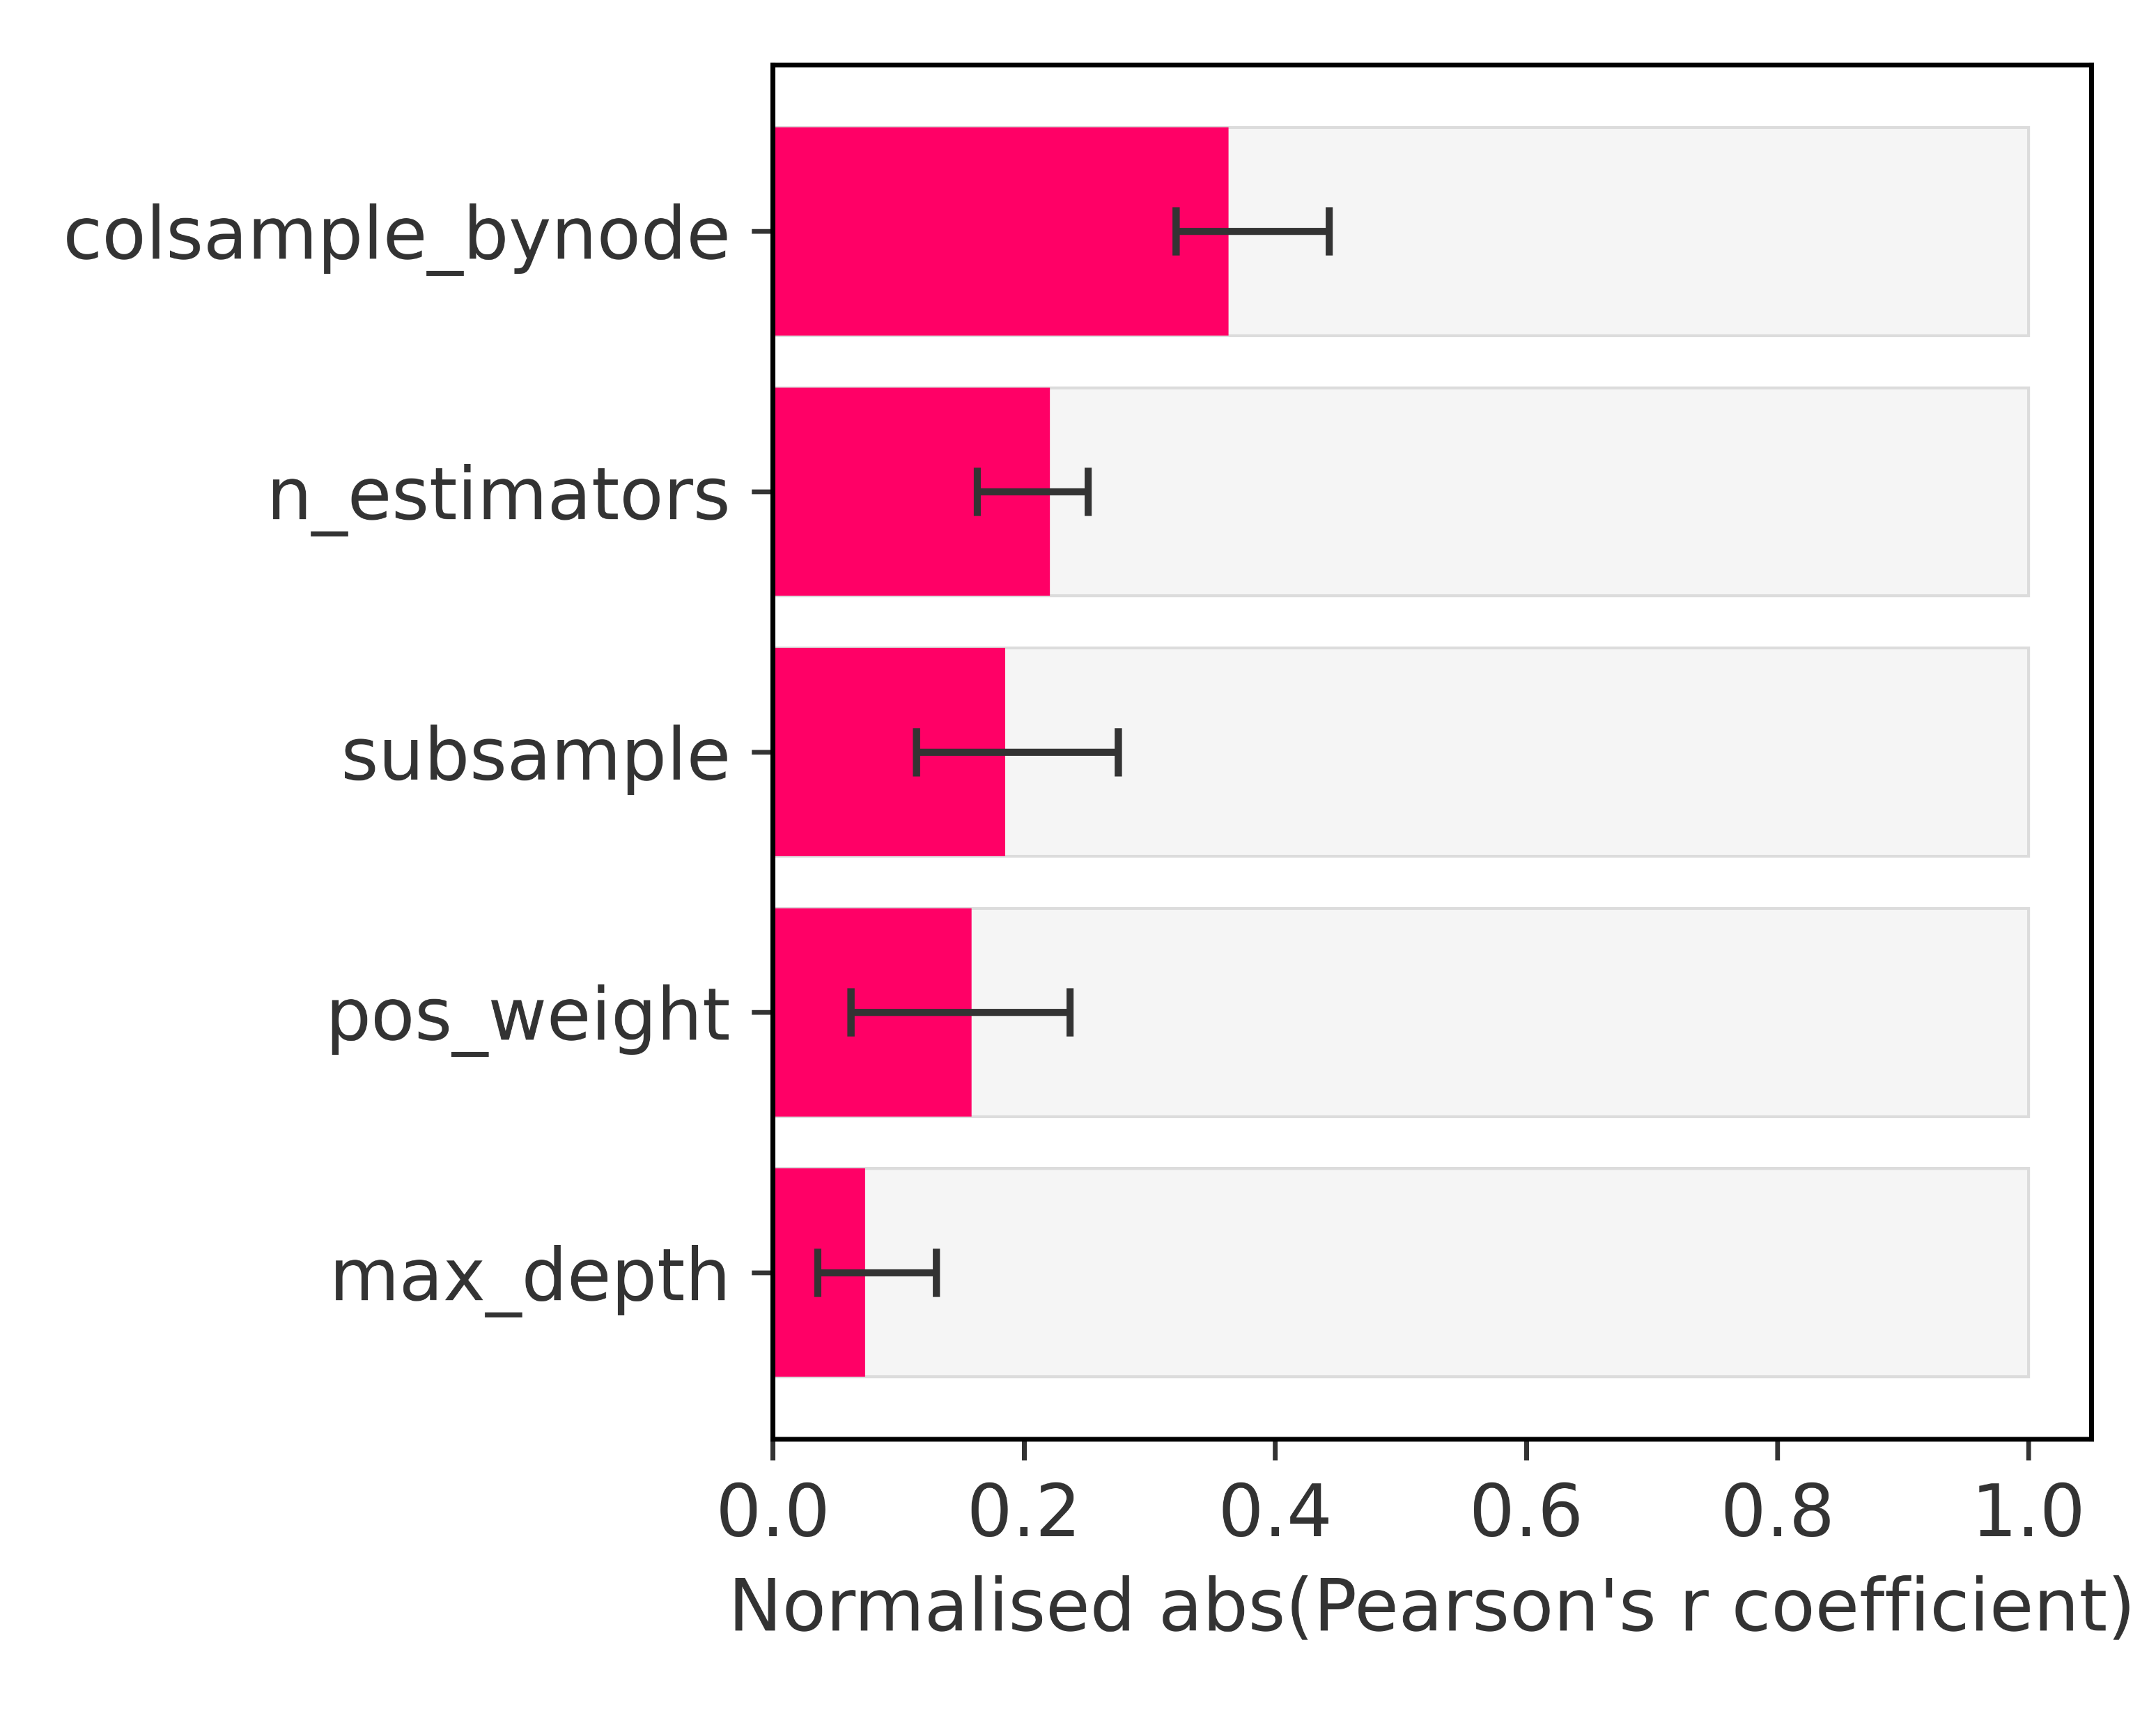 colsample_bynode
n_estimators
subsample
pos_weight
max_depth
0.0 0.2 0.4 0.6 0.8 1.0
Normalised abs(Pearson's r coefficient)